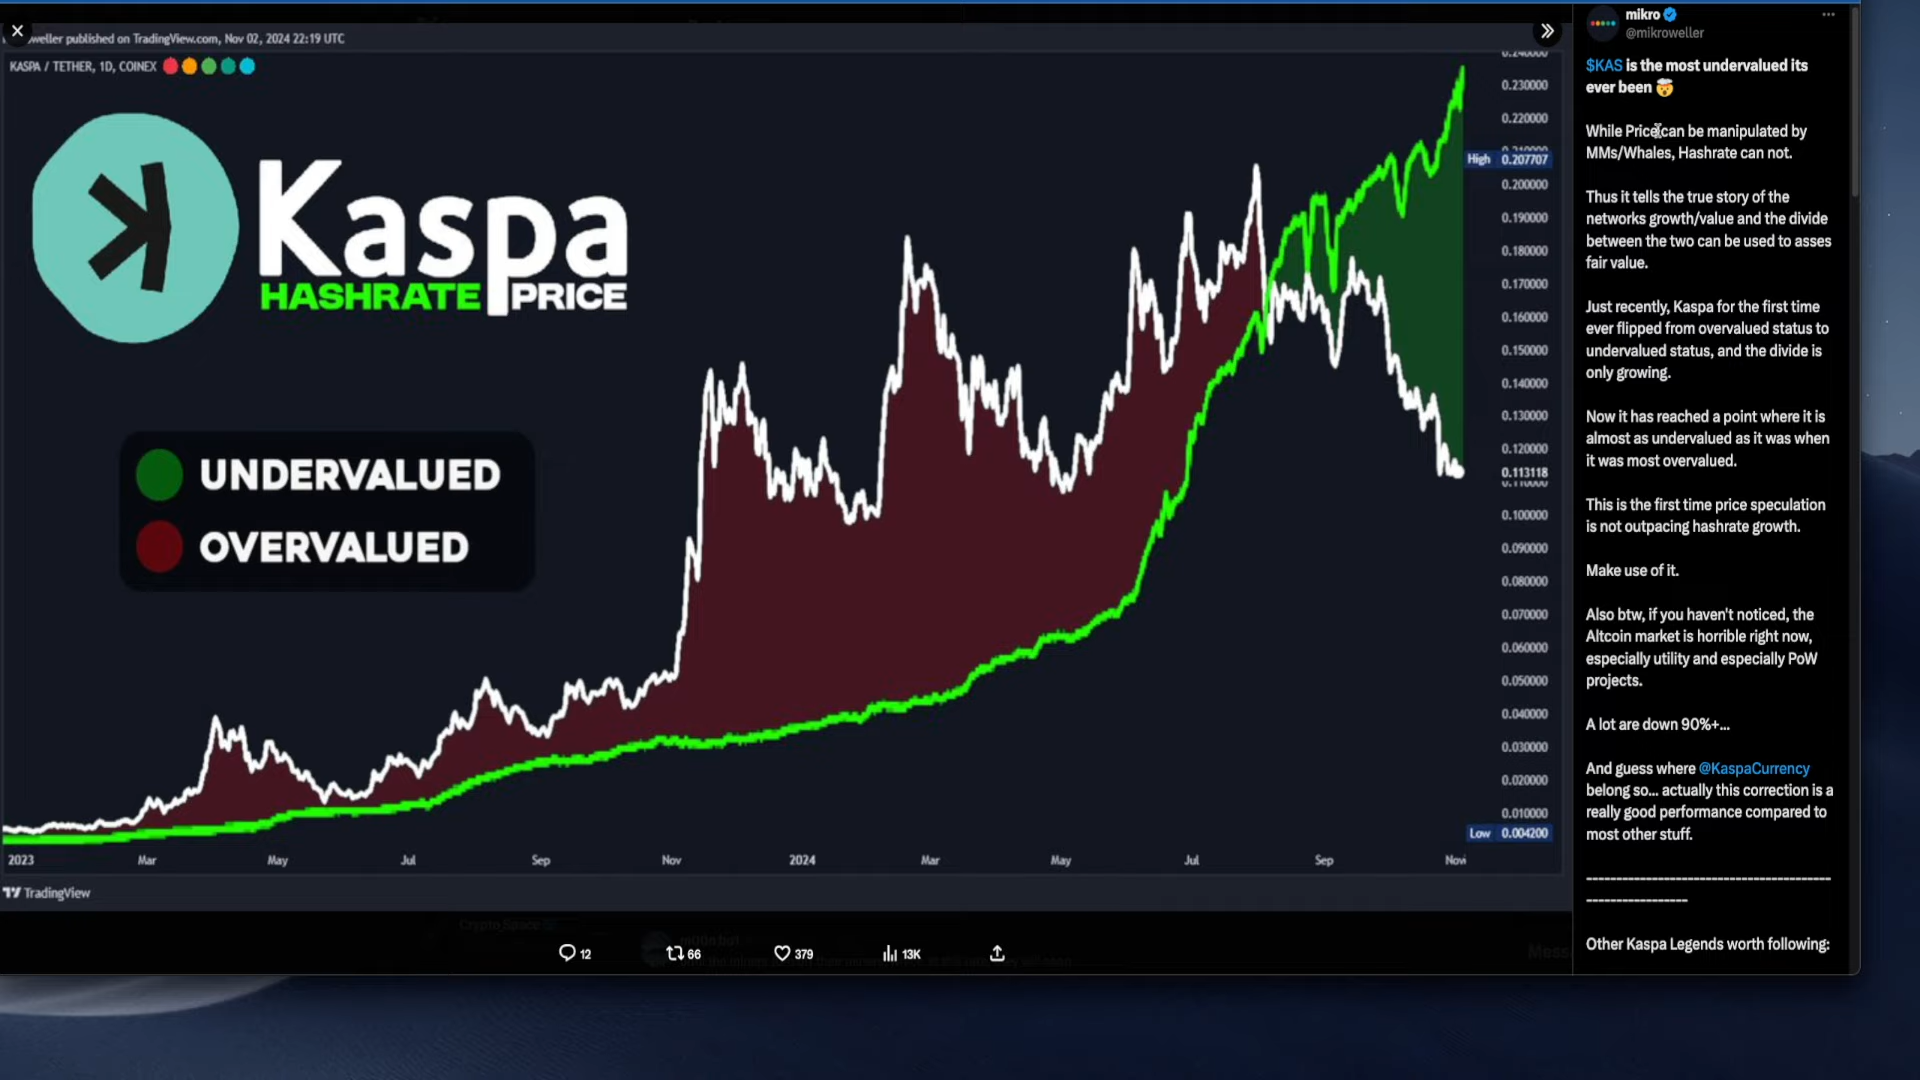 weller published on TradingView.com, Nov 02, 2024 22:19 UTC
KASPA / TETHER, 1D, COINEX
Kaspa
HASHRATE PRICE
UNDERVALUED
OVERVALUED
0.240000
0.230000
0.220000
0.210000
High 0.207707
0.200000
0.190000
0.180000
0.170000
0.160000
0.150000
0.140000
0.130000
0.120000
0.113118
0.110000
0.100000
0.090000
0.080000
0.070000
0.060000
0.050000
0.040000
0.030000
0.020000
0.010000
Low 0.004200
2023 Mar May Jul Sep Nov 2024 Mar May Jul Sep Nov
TradingView
Crypto Space
12 66 379 13K
mikro
@mikroweller
$KAS is the most undervalued its
ever been 🤯
While Price can be manipulated by
MMs/Whales, Hashrate can not.
Thus it tells the true story of the
networks growth/value and the divide
between the two can be used to asses
fair value.
Just recently, Kaspa for the first time
ever flipped from overvalued status to
undervalued status, and the divide is
only growing.
Now it has reached a point where it is
almost as undervalued as it was when
it was most overvalued.
This is the first time price speculation
is not outpacing hashrate growth.
Make use of it.
Also btw, if you haven't noticed, the
Altcoin market is horrible right now,
especially utility and especially PoW
projects.
A lot are down 90%+...
And guess where @KaspaCurrency
belong so... actually this correction is a
really good performance compared to
most other stuff.
-----------------------------------------
-----------------
Other Kaspa Legends worth following: